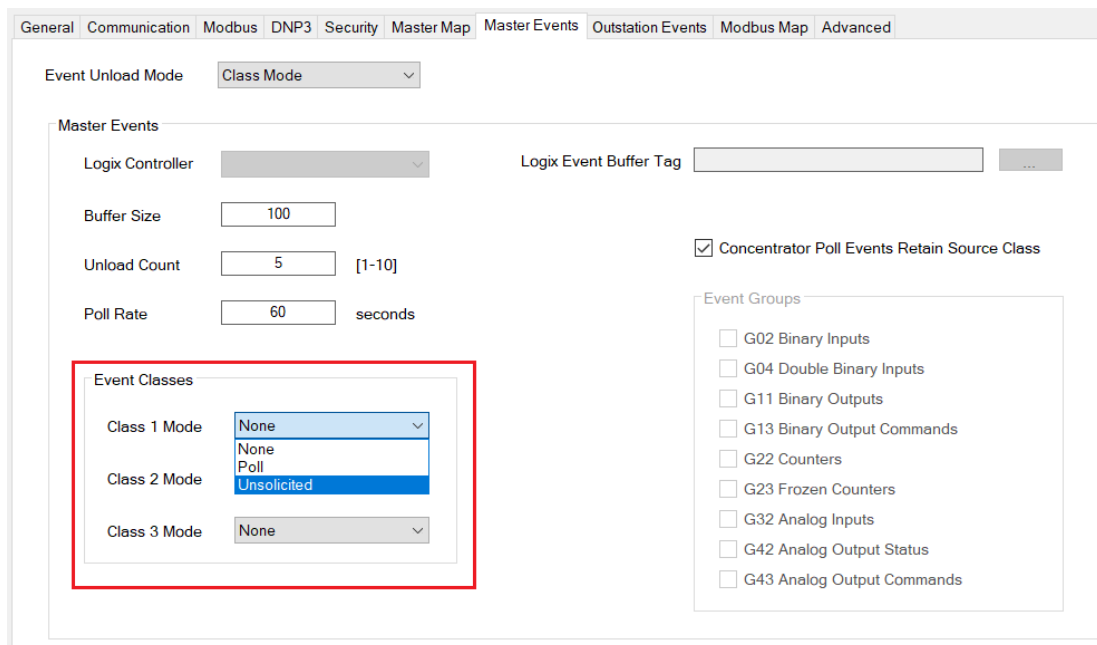 General Communication Modbus DNP3 Security Master Map Master Events Outstation Events Modbus Map Advanced
Event Unload Mode Class Mode
Master Events
Logix Controller
Logix Event Buffer Tag ...
Buffer Size 100
Unload Count 5 [1-10]
Poll Rate 60 seconds
Event Classes
Class 1 Mode None
None
Poll
Unsolicited
Class 2 Mode
Class 3 Mode None
Concentrator Poll Events Retain Source Class
Event Groups
G02 Binary Inputs
G04 Double Binary Inputs
G11 Binary Outputs
G13 Binary Output Commands
G22 Counters
G23 Frozen Counters
G32 Analog Inputs
G42 Analog Output Status
G43 Analog Output Commands